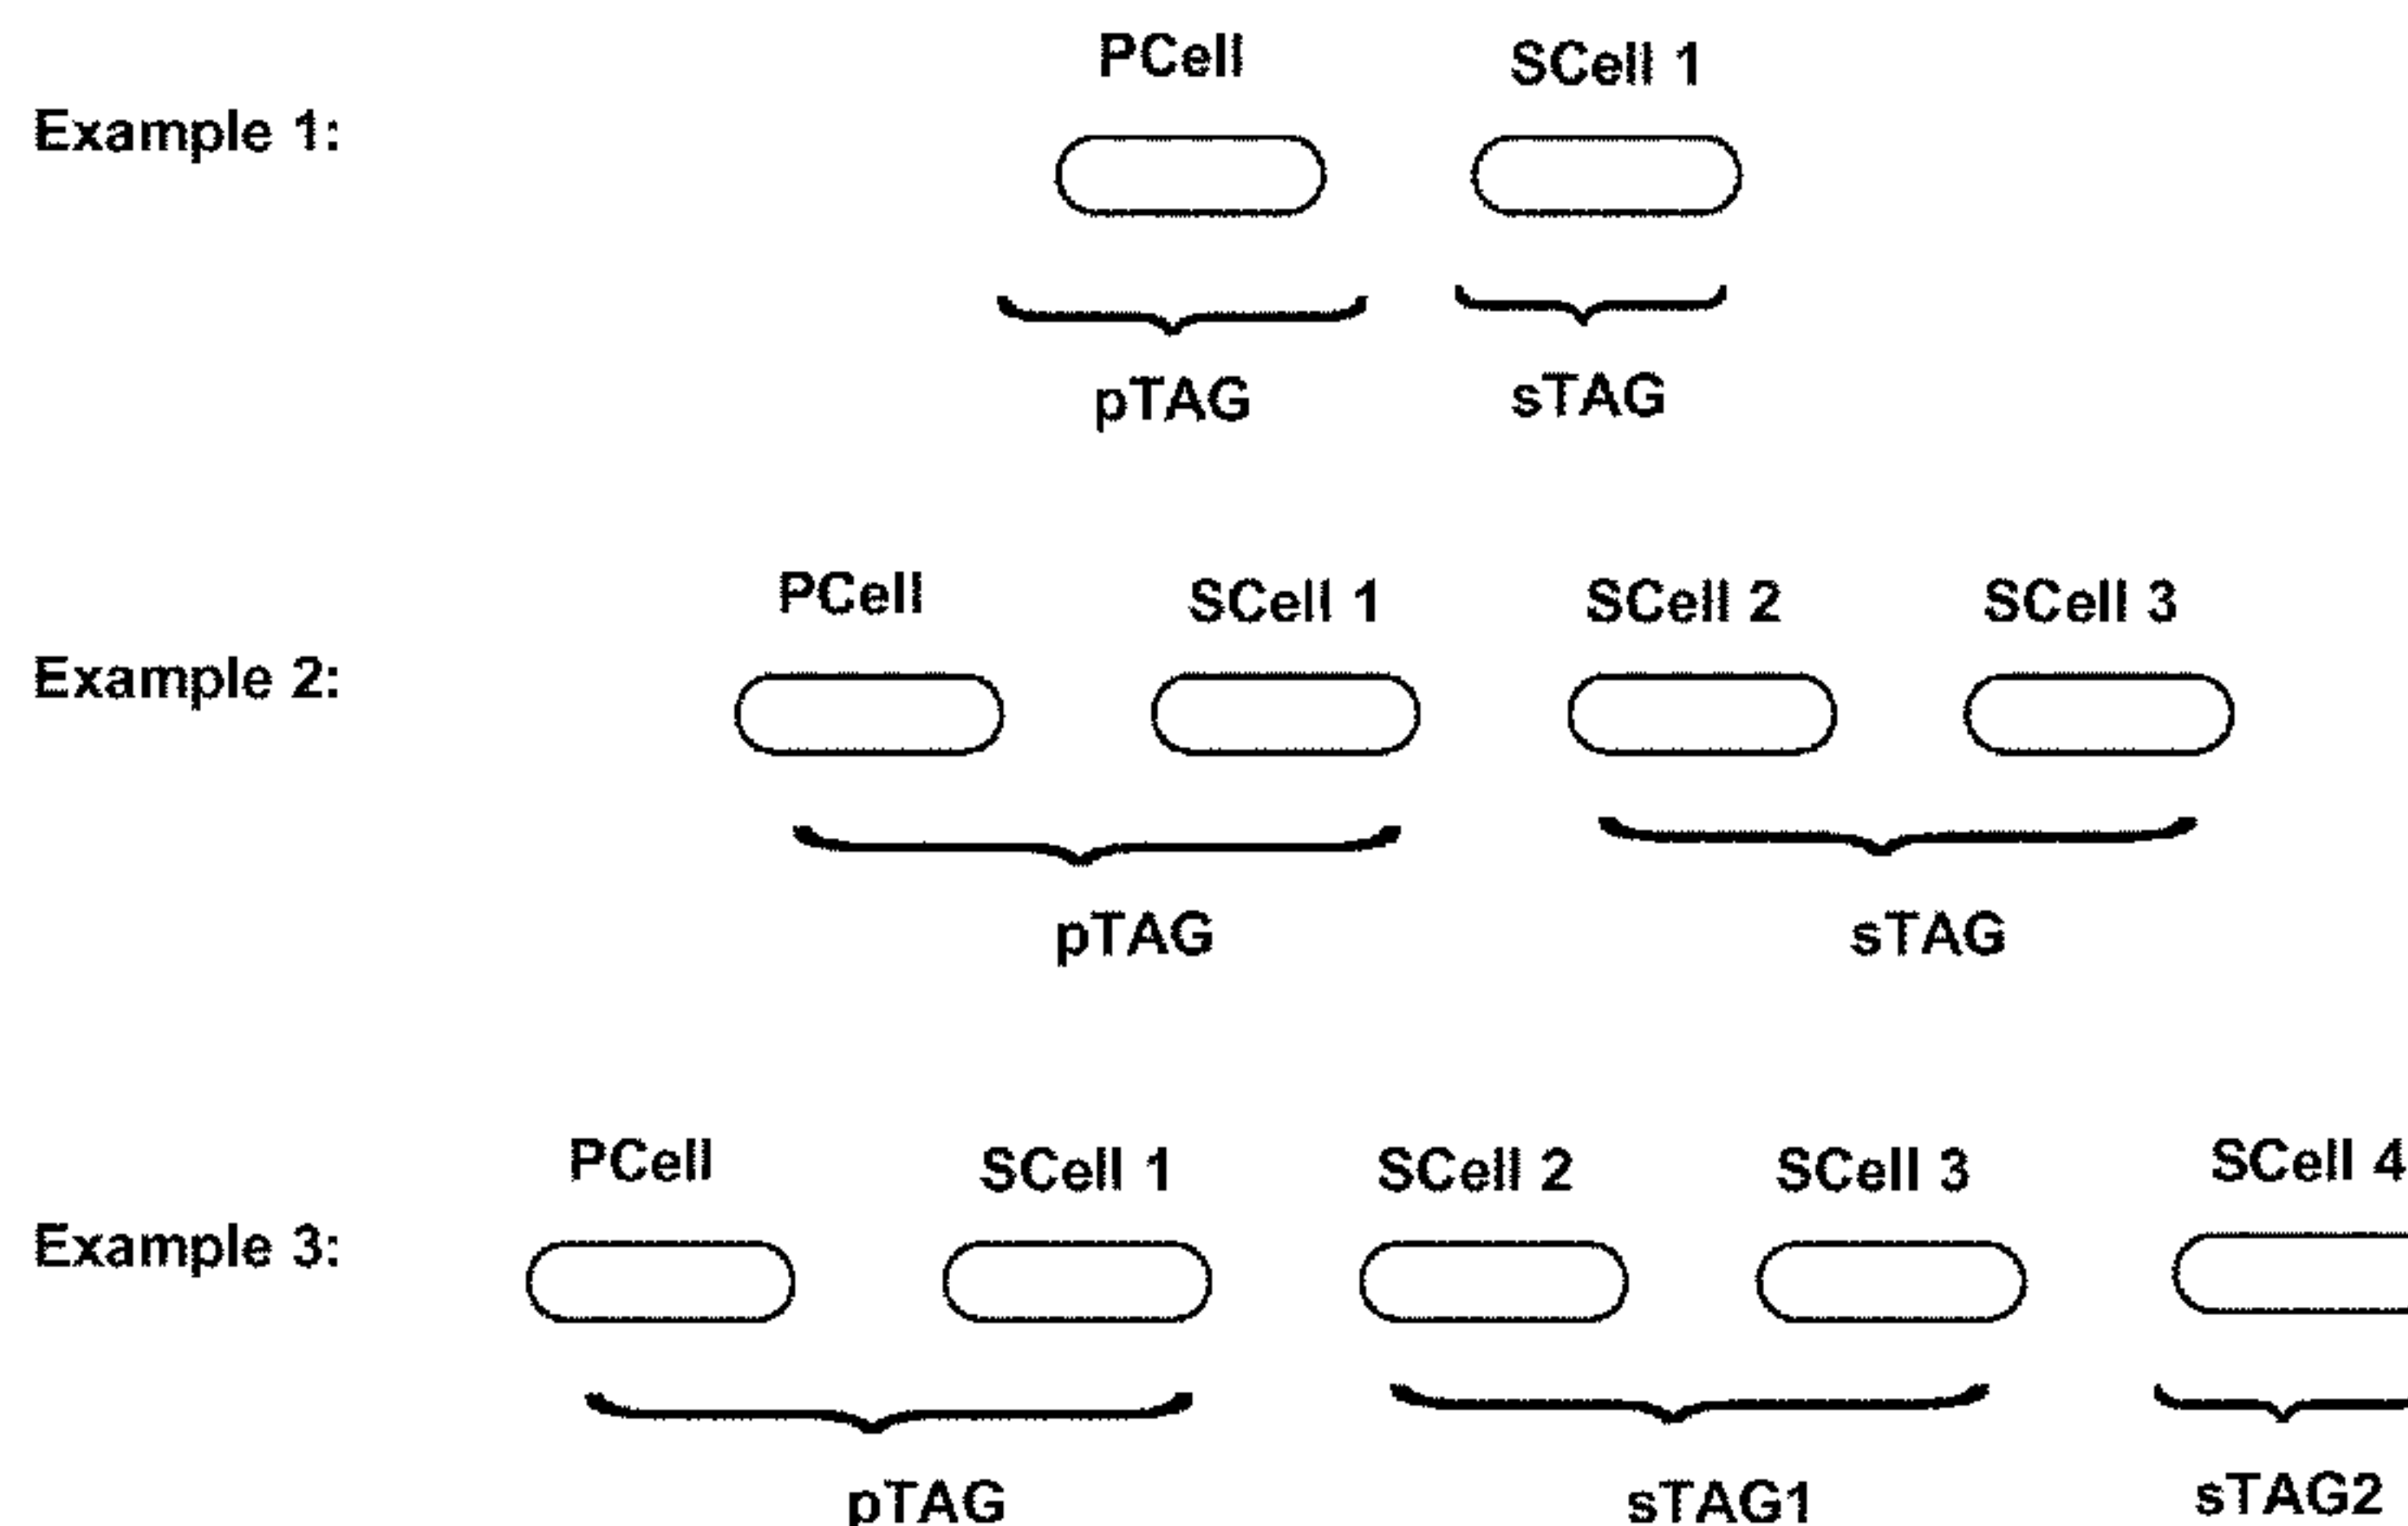 PCell SCell 1
Example 1:
pTAG sTAG
PCell SCell 1 SCell 2 SCell 3
Example 2:
pTAG sTAG
PCell SCell 1 SCell 2 SCell 3 SCell 4
Example 3:
pTAG sTAG1 sTAG2